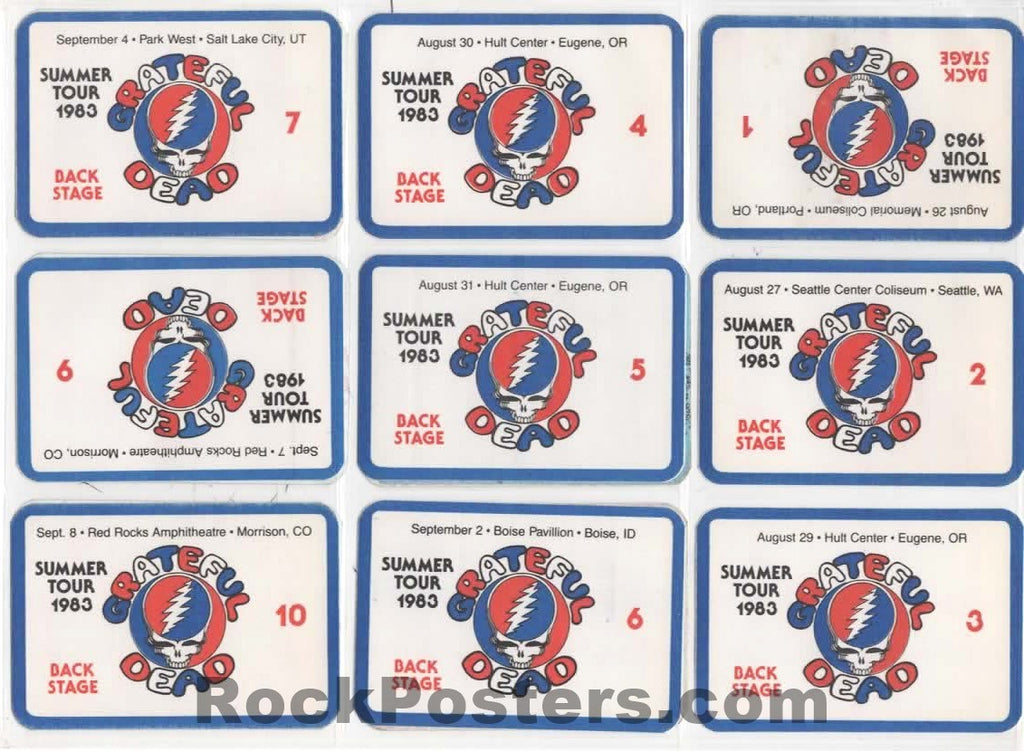 September 4 • Park West • Salt Lake City, UT
SUMMER
TOUR
1983
GRATEFUL
DEAD
7
BACK
STAGE
August 30 • Hult Center • Eugene, OR
SUMMER
TOUR
1983
GRATEFUL
DEAD
4
BACK
STAGE
August 26 • Memorial Coliseum • Portland, OR
SUMMER
TOUR
1983
GRATEFUL
DEAD
1
BACK
STAGE
Sept. 7 • Red Rocks Amphitheatre • Morrison, CO
SUMMER
TOUR
1983
GRATEFUL
DEAD
9
BACK
STAGE
August 31 • Hult Center • Eugene, OR
SUMMER
TOUR
1983
GRATEFUL
DEAD
5
BACK
STAGE
August 27 • Seattle Center Coliseum • Seattle, WA
SUMMER
TOUR
1983
GRATEFUL
DEAD
2
BACK
STAGE
Sept. 8 • Red Rocks Amphitheatre • Morrison, CO
SUMMER
TOUR
1983
GRATEFUL
DEAD
10
BACK
STAGE
September 2 • Boise Pavillion • Boise, ID
SUMMER
TOUR
1983
GRATEFUL
DEAD
6
BACK
STAGE
August 29 • Hult Center • Eugene, OR
SUMMER
TOUR
1983
GRATEFUL
DEAD
3
BACK
STAGE
RockPosters.com